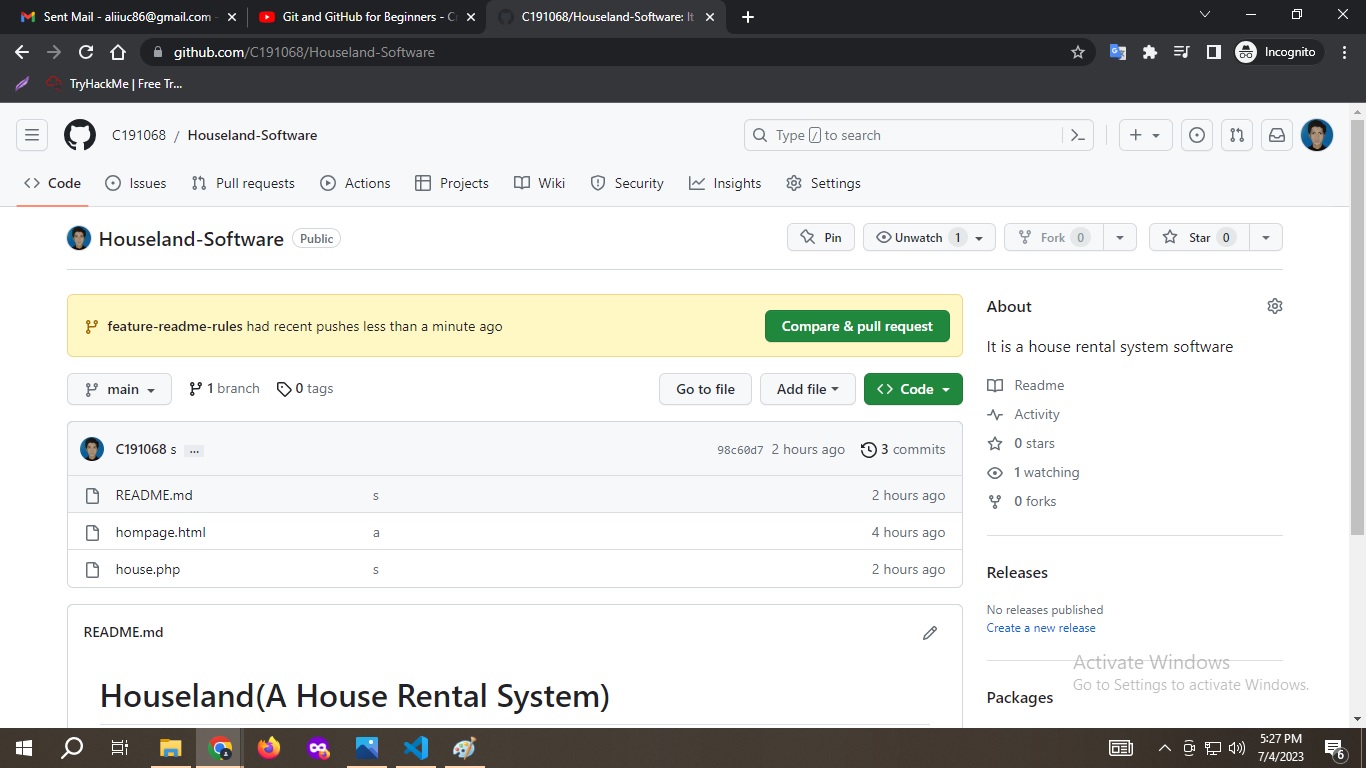 Sent Mail - aliiuc86@gmail.com -
Git and GitHub for Beginners - Cr
C191068/Houseland-Software: It
github.com/C191068/Houseland-Software
Incognito
TryHackMe | Free Tr...
C191068 / Houseland-Software
Type / to search
Code
Issues
Pull requests
Actions
Projects
Wiki
Security
Insights
Settings
Houseland-Software
Public
Pin
Unwatch 1
Fork 0
Star 0
feature-readme-rules had recent pushes less than a minute ago
Compare & pull request
main
1 branch
0 tags
Go to file
Add file
Code
C191068 s ...
98c60d7 2 hours ago
3 commits
README.md s 2 hours ago
hompage.html a 4 hours ago
house.php s 2 hours ago
README.md
Houseland(A House Rental System)
About
It is a house rental system software
Readme
Activity
0 stars
1 watching
0 forks
Releases
No releases published
Create a new release
Packages
Activate Windows
Go to Settings to activate Windows.
5:27 PM
7/4/2023
6